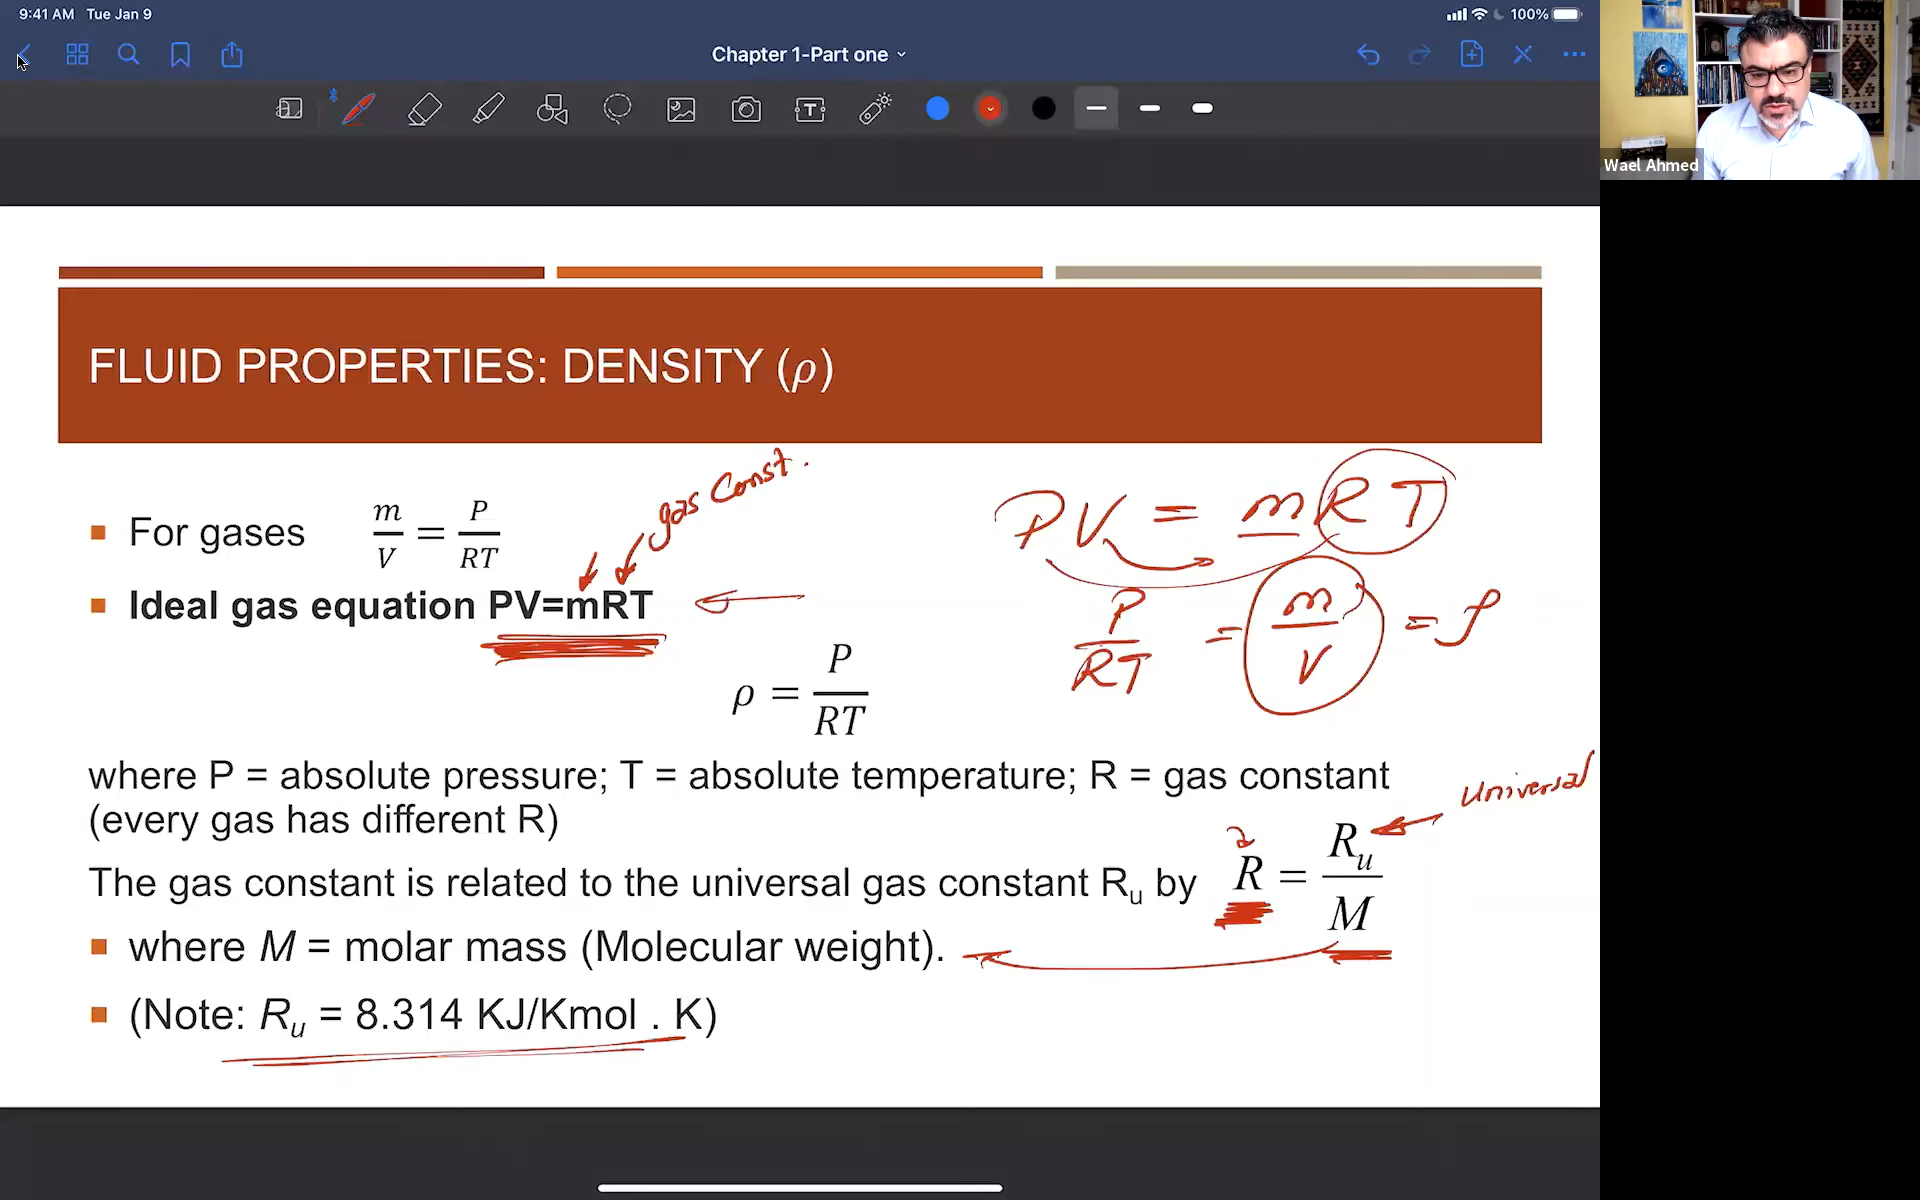 9:41 AM Tue Jan 9
100%
Chapter 1-Part one
Wael Ahmed
FLUID PROPERTIES: DENSITY (ρ)
gas Const.
PV = mRT
For gases m/V = P/RT
Ideal gas equation PV=mRT
P/RT = m/V = ρ
ρ = P/RT
where P = absolute pressure; T = absolute temperature; R = gas constant
(every gas has different R)
Universal
The gas constant is related to the universal gas constant Rᵤ by R = Rᵤ/M
where M = molar mass (Molecular weight).
(Note: Rᵤ = 8.314 KJ/Kmol . K)